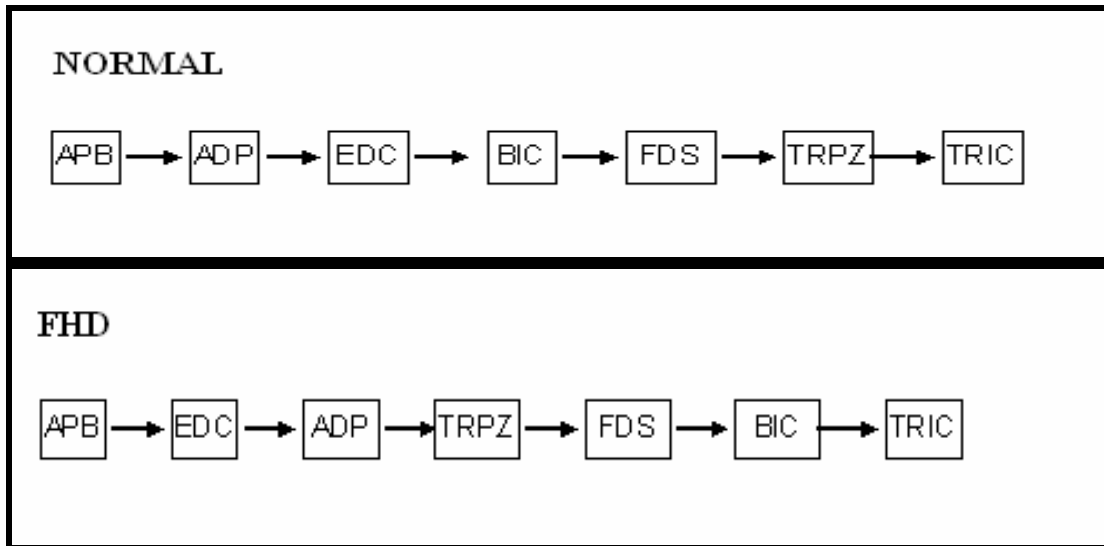 NORMAL
APB ADP EDC BIC FDS TRPZ TRIC
FHD
APB EDC ADP TRPZ FDS BIC TRIC